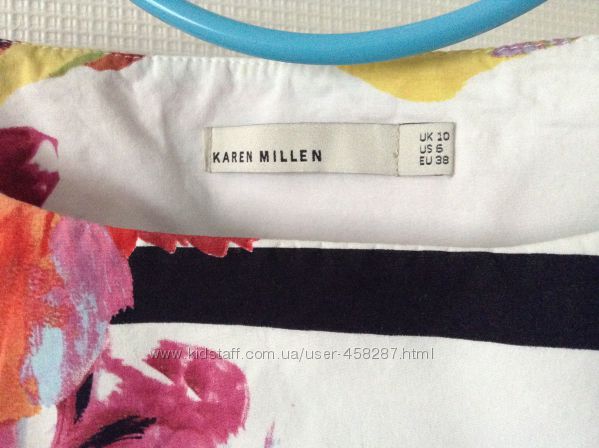 KAREN MILLEN
UK 10
US 6
EU 38
www.kidstaff.com.ua/user-458287.html